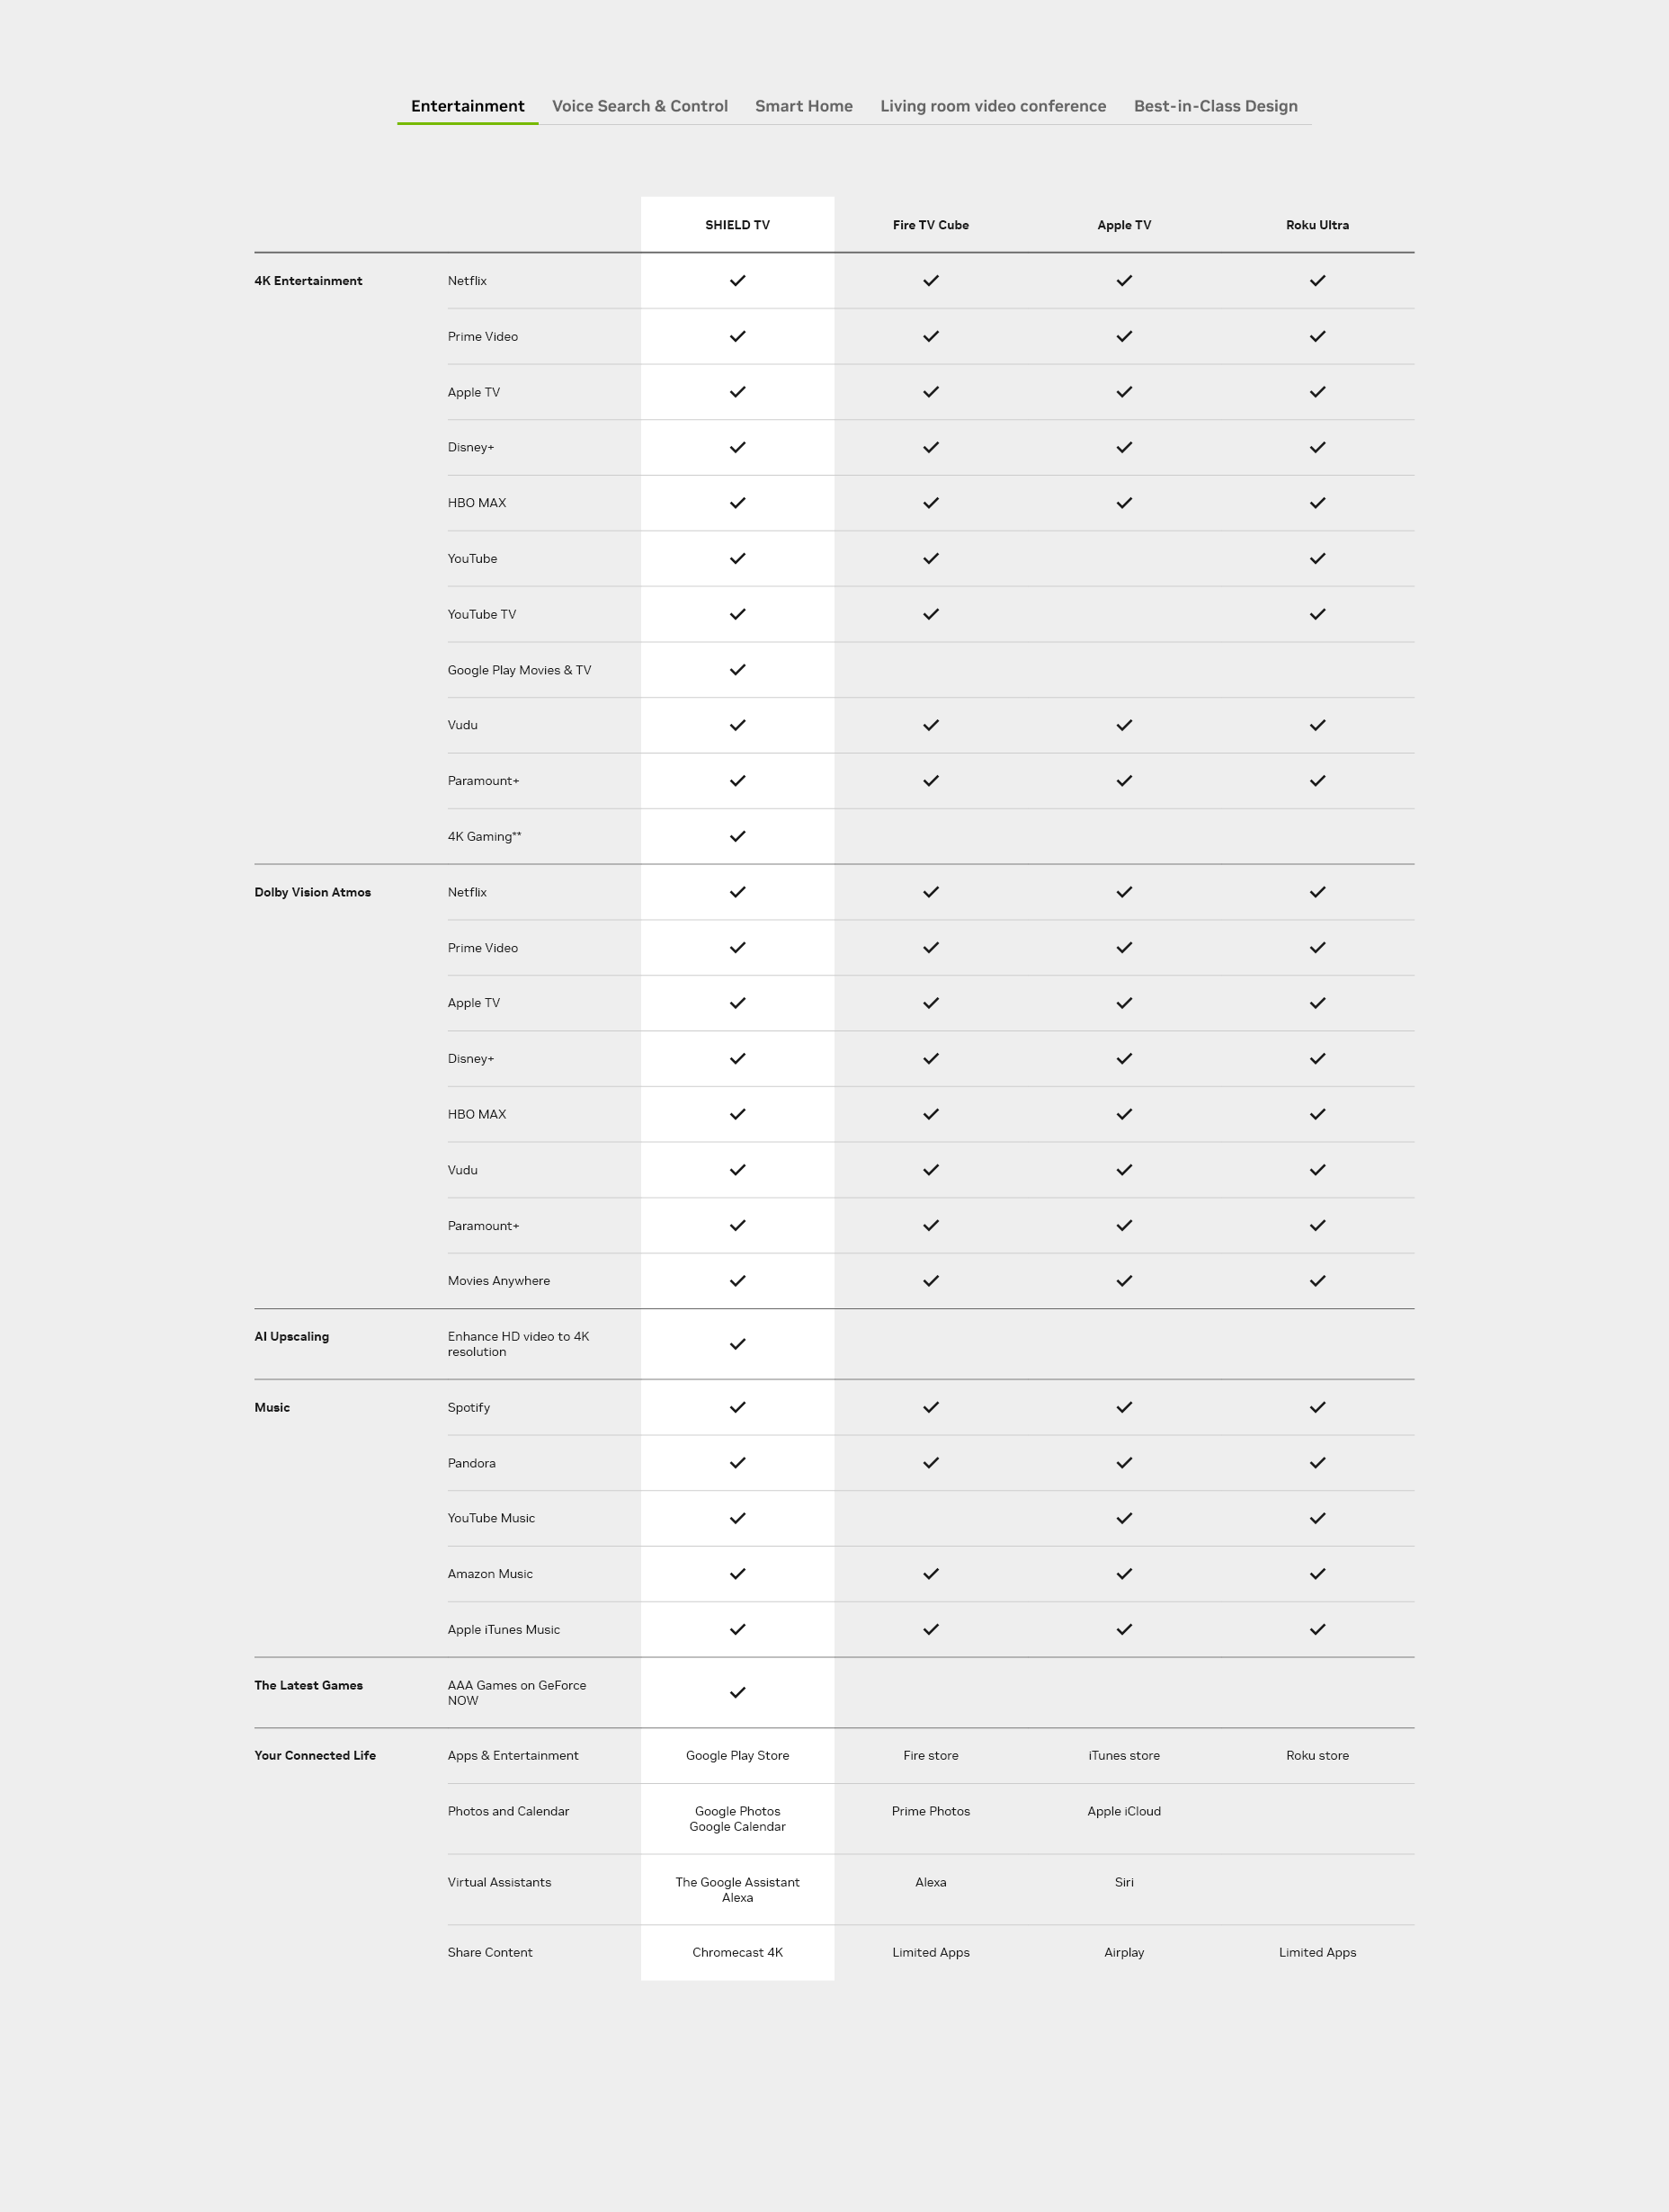 Entertainment Voice Search & Control Smart Home Living room video conference Best-in-Class Design
SHIELD TV Fire TV Cube Apple TV Roku Ultra
4K Entertainment Netflix ✓ ✓ ✓ ✓
Prime Video ✓ ✓ ✓ ✓
Apple TV ✓ ✓ ✓ ✓
Disney+ ✓ ✓ ✓ ✓
HBO MAX ✓ ✓ ✓ ✓
YouTube ✓ ✓ ✓
YouTube TV ✓ ✓ ✓
Google Play Movies & TV ✓
Vudu ✓ ✓ ✓ ✓
Paramount+ ✓ ✓ ✓ ✓
4K Gaming** ✓
Dolby Vision Atmos Netflix ✓ ✓ ✓ ✓
Prime Video ✓ ✓ ✓ ✓
Apple TV ✓ ✓ ✓ ✓
Disney+ ✓ ✓ ✓ ✓
HBO MAX ✓ ✓ ✓ ✓
Vudu ✓ ✓ ✓ ✓
Paramount+ ✓ ✓ ✓ ✓
Movies Anywhere ✓ ✓ ✓ ✓
AI Upscaling Enhance HD video to 4K
resolution ✓
Music Spotify ✓ ✓ ✓ ✓
Pandora ✓ ✓ ✓ ✓
YouTube Music ✓ ✓ ✓
Amazon Music ✓ ✓ ✓ ✓
Apple iTunes Music ✓ ✓ ✓ ✓
The Latest Games AAA Games on GeForce
NOW ✓
Your Connected Life Apps & Entertainment Google Play Store Fire store iTunes store Roku store
Photos and Calendar Google Photos Prime Photos Apple iCloud
Google Calendar
Virtual Assistants The Google Assistant Alexa Siri
Alexa
Share Content Chromecast 4K Limited Apps Airplay Limited Apps